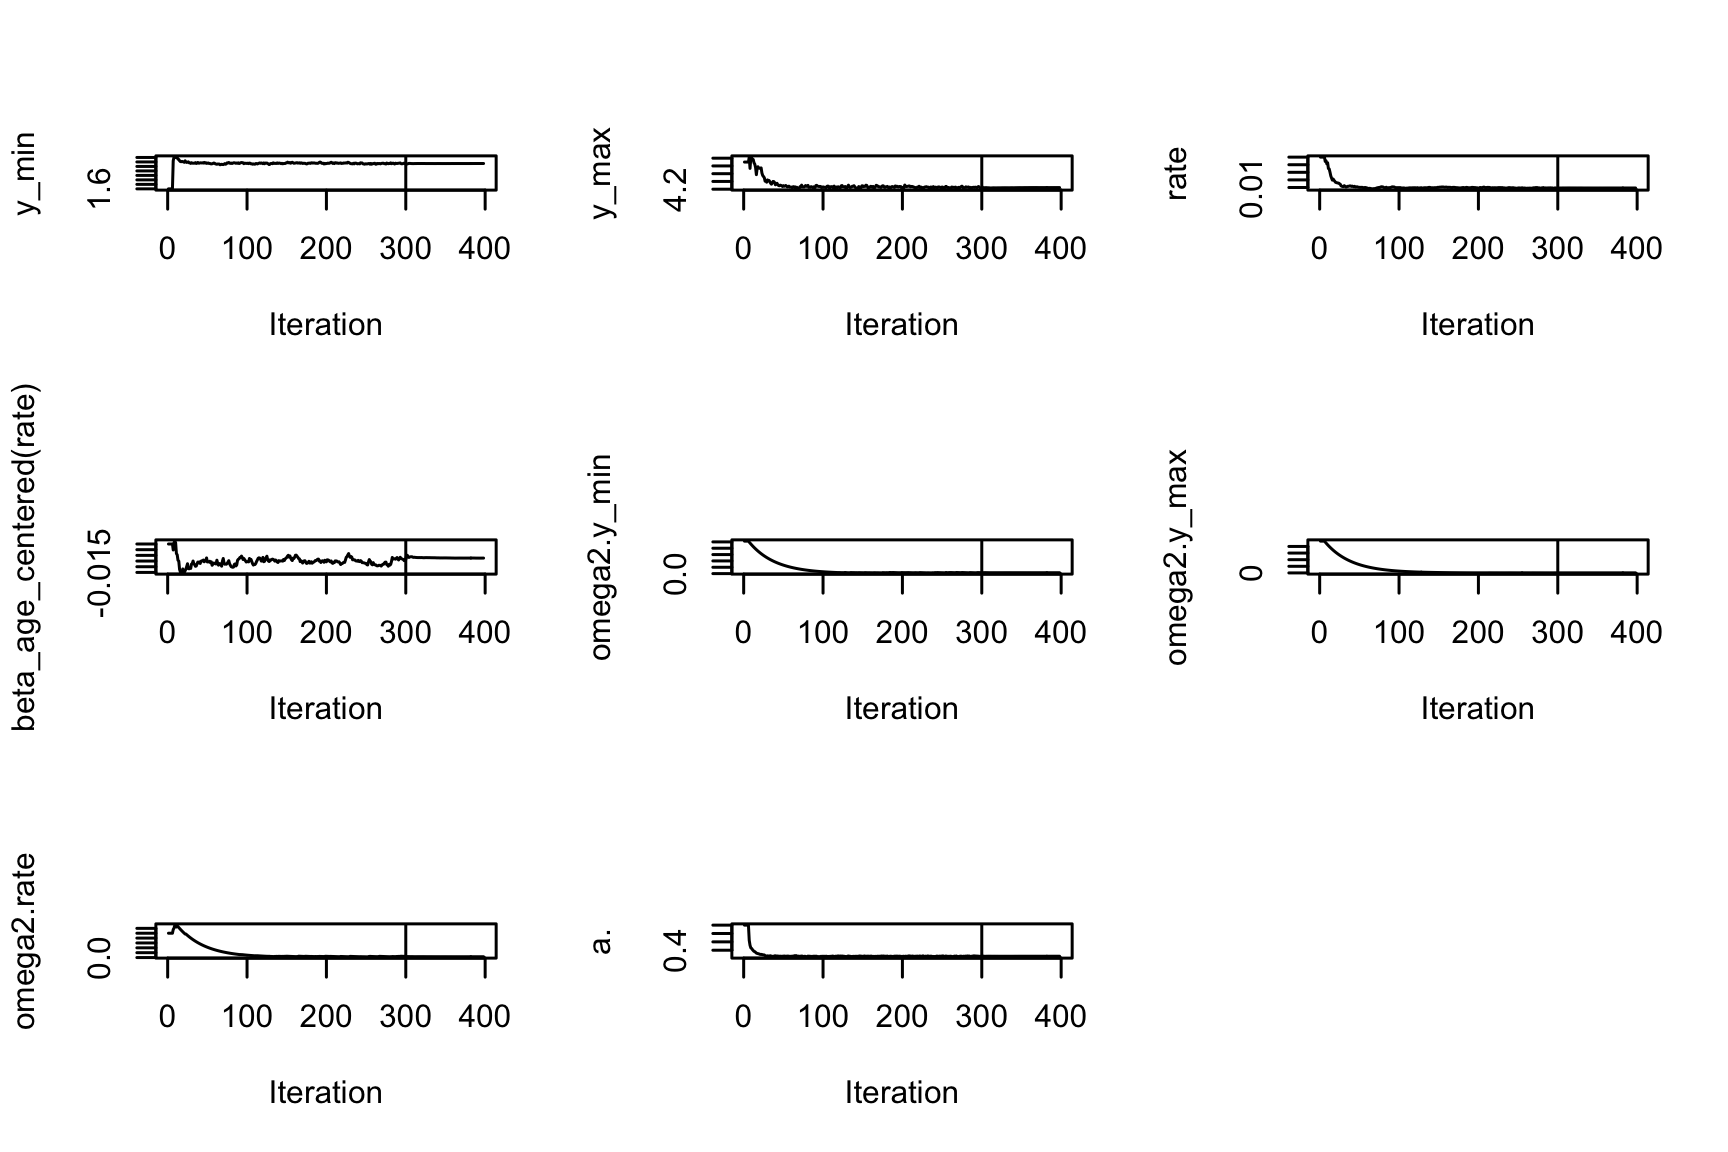 y_min
1.6
0 100 200 300 400
Iteration
y_max
4.2
0 100 200 300 400
Iteration
rate
0.01
0 100 200 300 400
Iteration
beta_age_centered(rate)
-0.015
0 100 200 300 400
Iteration
omega2.y_min
0.0
0 100 200 300 400
Iteration
omega2.y_max
0
0 100 200 300 400
Iteration
omega2.rate
0.0
0 100 200 300 400
Iteration
a.
0.4
0 100 200 300 400
Iteration